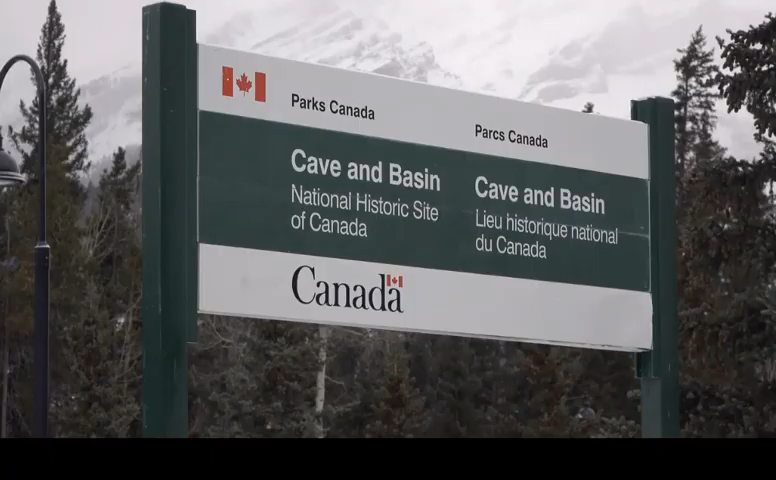 Parks Canada
Parcs Canada
Cave and Basin
National Historic Site
of Canada
Cave and Basin
Lieu historique national
du Canada
Canada